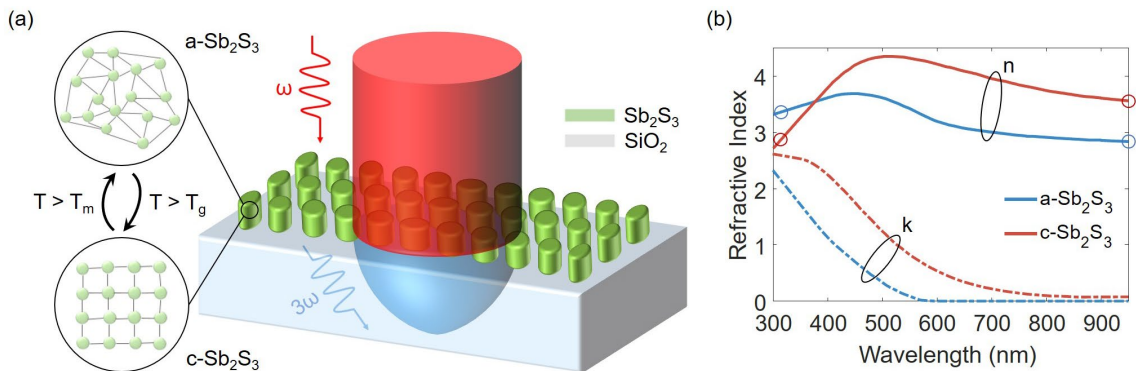 (a)
a-Sb₂S₃
T > Tₘ
T > T_g
c-Sb₂S₃
ω
3ω
Sb₂S₃
SiO₂
(b)
Refractive Index
4
3
2
1
0
n
k
a-Sb₂S₃
c-Sb₂S₃
300 400 500 600 700 800 900
Wavelength (nm)